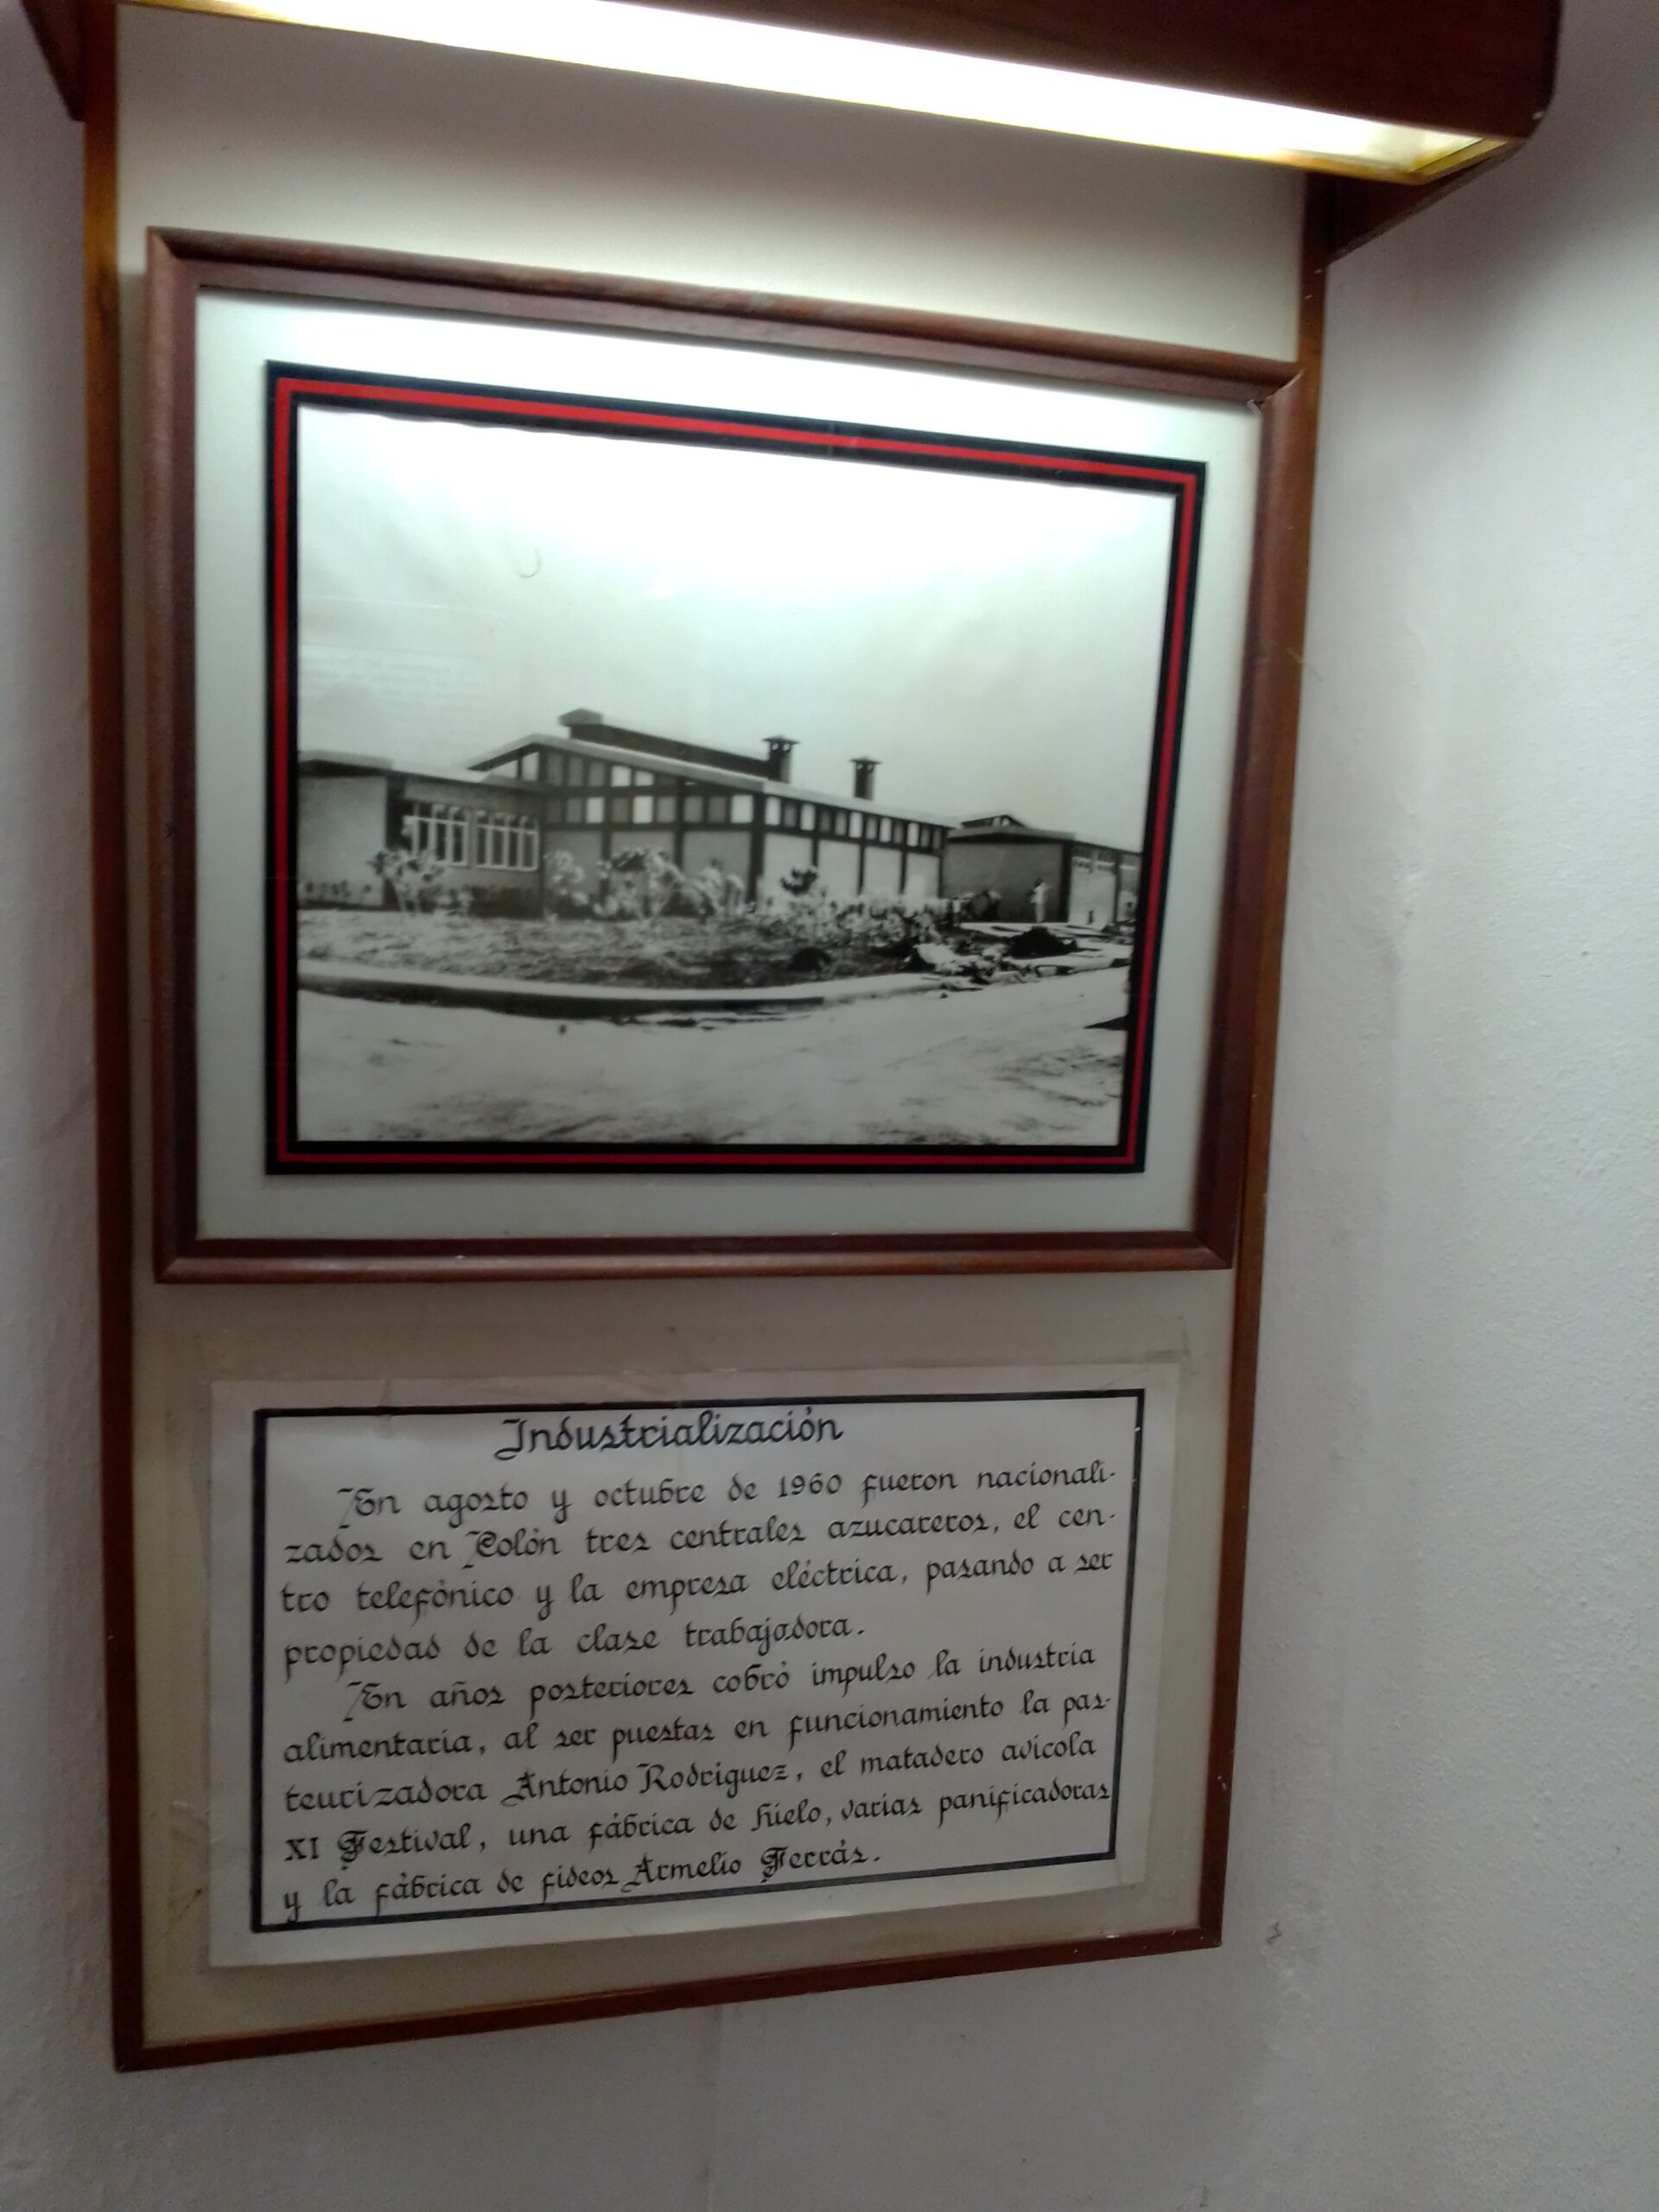 Industrialización
En agosto y octubre de 1960 fueron nacionali-
zados en Colón tres centrales azucareros, el cen-
tro telefónico y la empresa eléctrica, pasando a ser
propiedad de la clase trabajadora.
En años posteriores cobró impulso la industria
alimentaria, al ser puestas en funcionamiento la pas-
teurizadora Antonio Rodriguez, el matadero avicola
XI Festival, una fábrica de hielo, varias panificadoras
y la fábrica de fideos Armelio Ferrás.